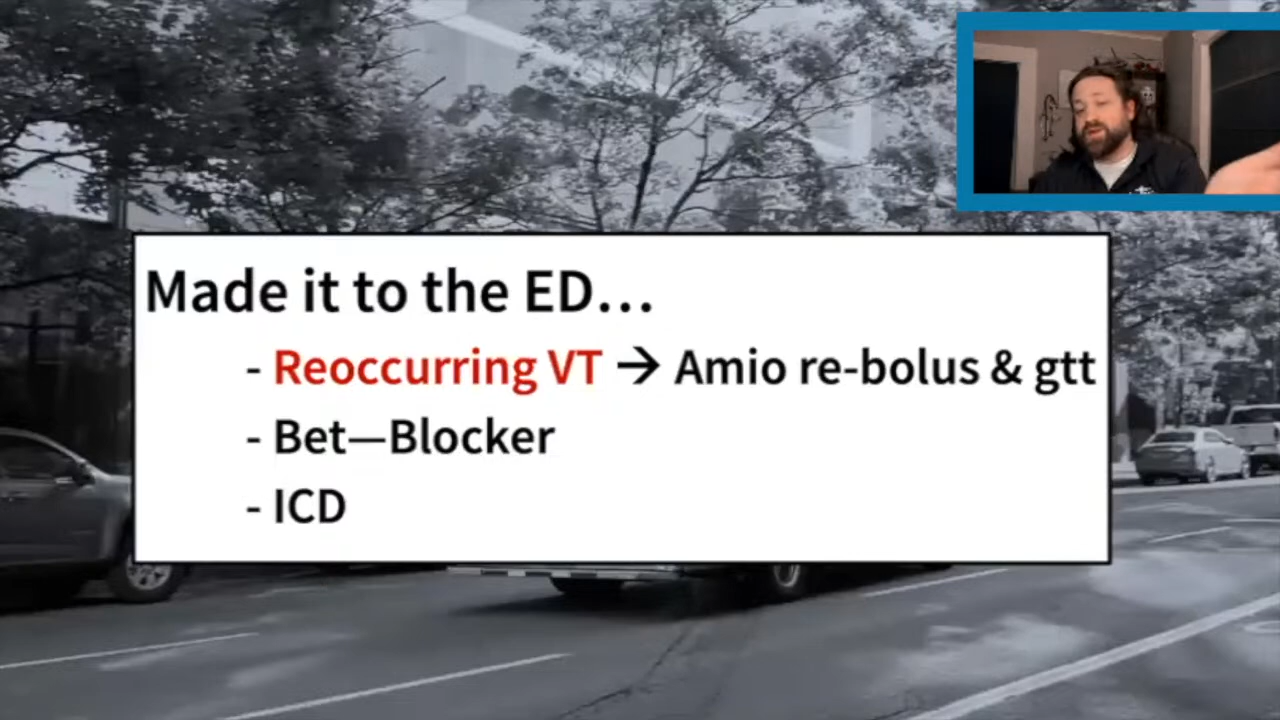 Made it to the ED...
- Reoccurring VT → Amio re-bolus & gtt
- Bet—Blocker
- ICD